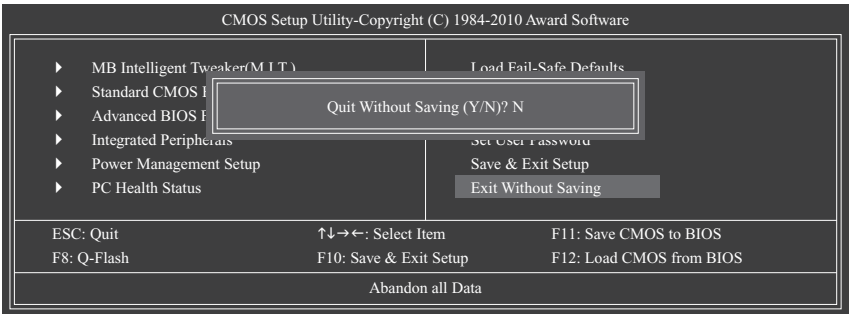 CMOS Setup Utility-Copyright (C) 1984-2010 Award Software
MB Intelligent Tweaker(M.I.T.)
Load Fail-Safe Defaults
Standard CMOS
Advanced BIOS
Quit Without Saving (Y/N)? N
Integrated Peripherals
Set User Password
Power Management Setup
Save & Exit Setup
PC Health Status
Exit Without Saving
ESC: Quit
↑↓→←: Select Item
F11: Save CMOS to BIOS
F8: Q-Flash
F10: Save & Exit Setup
F12: Load CMOS from BIOS
Abandon all Data